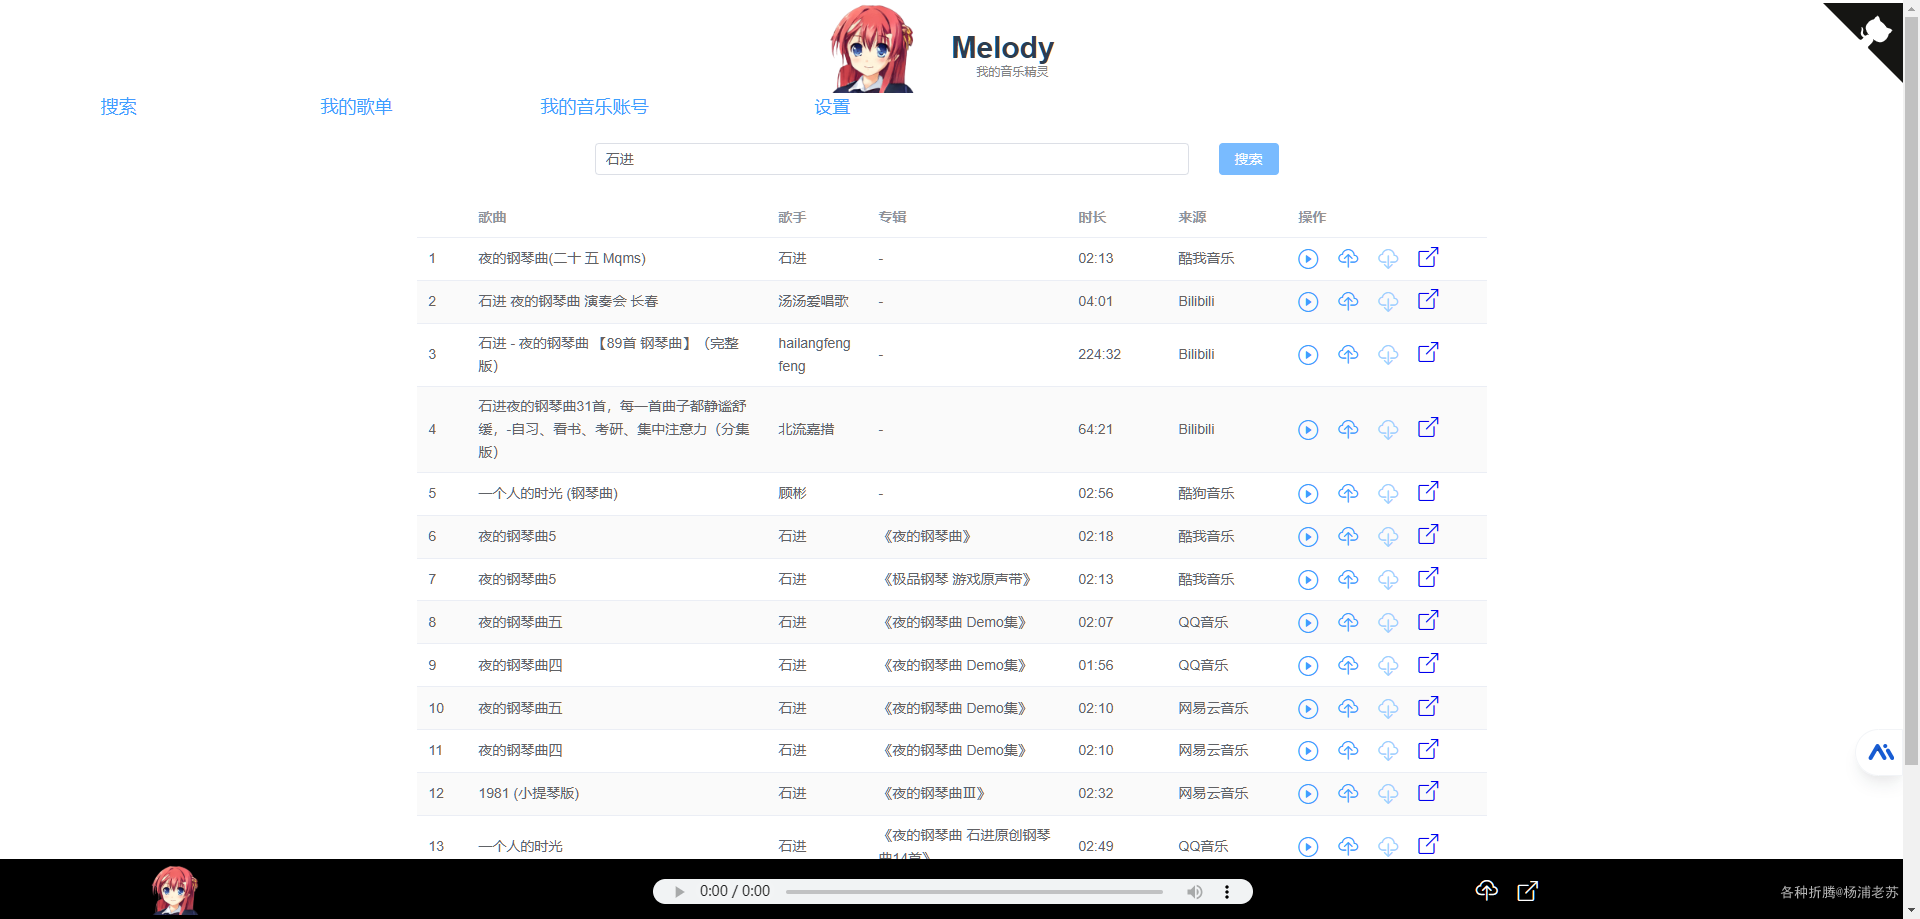 Melody
我的音乐精灵
搜索 我的歌单 我的音乐账号 设置
石进 搜索
歌曲 歌手 专辑 时长 来源 操作
1 夜的钢琴曲(二十 五 Mqms) 石进 - 02:13 酷我音乐
2 石进 夜的钢琴曲 演奏会 长春 汤汤爱唱歌 - 04:01 Bilibili
3 石进 - 夜的钢琴曲 【89首 钢琴曲】（完整
版） hailangfeng
feng - 224:32 Bilibili
4 石进夜的钢琴曲31首，每一首曲子都静谧舒
缓，-自习、看书、考研、集中注意力（分集
版） 北流嘉措 - 64:21 Bilibili
5 一个人的时光 (钢琴曲) 顾彬 - 02:56 酷狗音乐
6 夜的钢琴曲5 石进 《夜的钢琴曲》 02:18 酷我音乐
7 夜的钢琴曲5 石进 《极品钢琴 游戏原声带》 02:13 酷我音乐
8 夜的钢琴曲五 石进 《夜的钢琴曲 Demo集》 02:07 QQ音乐
9 夜的钢琴曲四 石进 《夜的钢琴曲 Demo集》 01:56 QQ音乐
10 夜的钢琴曲五 石进 《夜的钢琴曲 Demo集》 02:10 网易云音乐
11 夜的钢琴曲四 石进 《夜的钢琴曲 Demo集》 02:10 网易云音乐
12 1981 (小提琴版) 石进 《夜的钢琴曲Ⅲ》 02:32 网易云音乐
13 一个人的时光 石进 《夜的钢琴曲 石进原创钢琴
曲14首》 02:49 QQ音乐
0:00 / 0:00
各种折腾@杨浦老苏